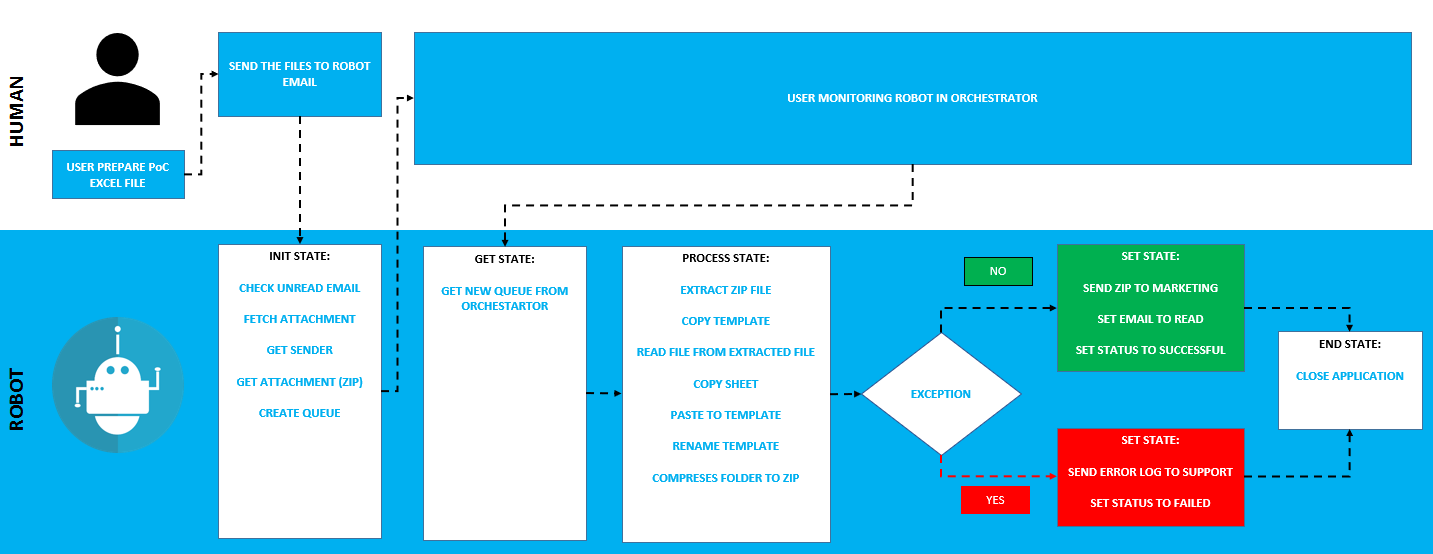 HUMAN
USER PREPARE PoC
EXCEL FILE
SEND THE FILES TO ROBOT
EMAIL
USER MONITORING ROBOT IN ORCHESTRATOR
ROBOT
INIT STATE:
CHECK UNREAD EMAIL
FETCH ATTACHMENT
GET SENDER
GET ATTACHMENT (ZIP)
CREATE QUEUE
GET STATE:
GET NEW QUEUE FROM
ORCHESTARTOR
PROCESS STATE:
EXTRACT ZIP FILE
COPY TEMPLATE
READ FILE FROM EXTRACTED FILE
COPY SHEET
PASTE TO TEMPLATE
RENAME TEMPLATE
COMPRESES FOLDER TO ZIP
EXCEPTION
NO
SET STATE:
SEND ZIP TO MARKETING
SET EMAIL TO READ
SET STATUS TO SUCCESSFUL
YES
SET STATE:
SEND ERROR LOG TO SUPPORT
SET STATUS TO FAILED
END STATE:
CLOSE APPLICATION